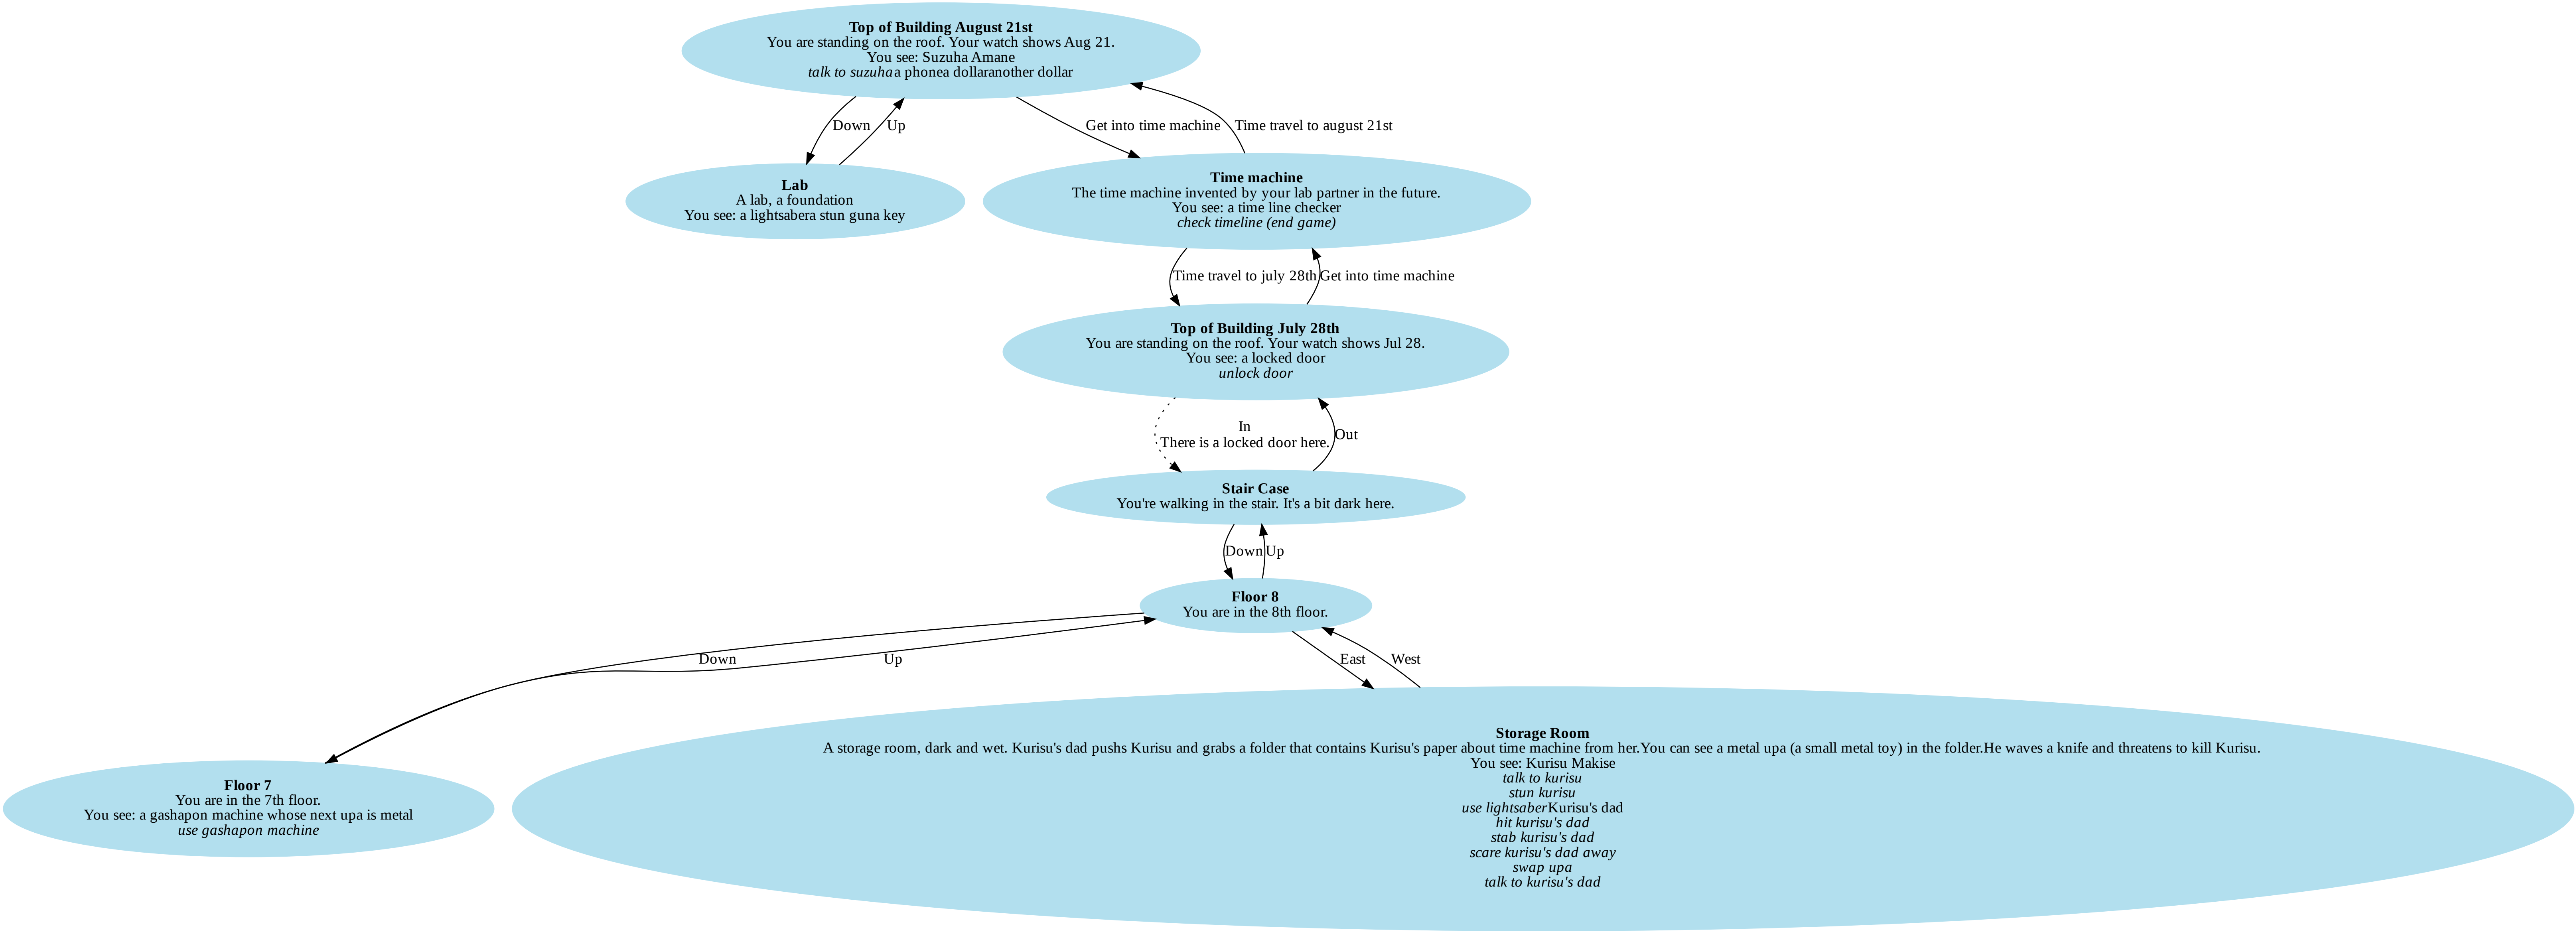 Top of Building August 21st
You are standing on the roof. Your watch shows Aug 21.
You see: Suzuha Amane
talk to suzuhaa phonea dollaranother dollar
Down
Up
Get into time machine
Time travel to august 21st
Lab
A lab, a foundation
You see: a lightsabera stun guna key
Time machine
The time machine invented by your lab partner in the future.
You see: a time line checker
check timeline (end game)
Time travel to july 28th
Get into time machine
Top of Building July 28th
You are standing on the roof. Your watch shows Jul 28.
You see: a locked door
unlock door
In
There is a locked door here.
Out
Stair Case
You're walking in the stair. It's a bit dark here.
Down
Up
Floor 8
You are in the 8th floor.
Down
Up
East
West
Floor 7
You are in the 7th floor.
You see: a gashapon machine whose next upa is metal
use gashapon machine
Storage Room
A storage room, dark and wet. Kurisu's dad pushs Kurisu and grabs a folder that contains Kurisu's paper about time machine from her.You can see a metal upa (a small metal toy) in the folder.He waves a knife and threatens to kill Kurisu.
You see: Kurisu Makise
talk to kurisu
stun kurisu
use lightsaberKurisu's dad
hit kurisu's dad
stab kurisu's dad
scare kurisu's dad away
swap upa
talk to kurisu's dad